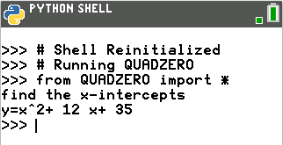 PYTHON SHELL
>>> # Shell Reinitialized
>>> # Running QUADZERO
>>> from QUADZERO import *
find the x-intercepts
y=x^2+ 12 x+ 35
>>> |